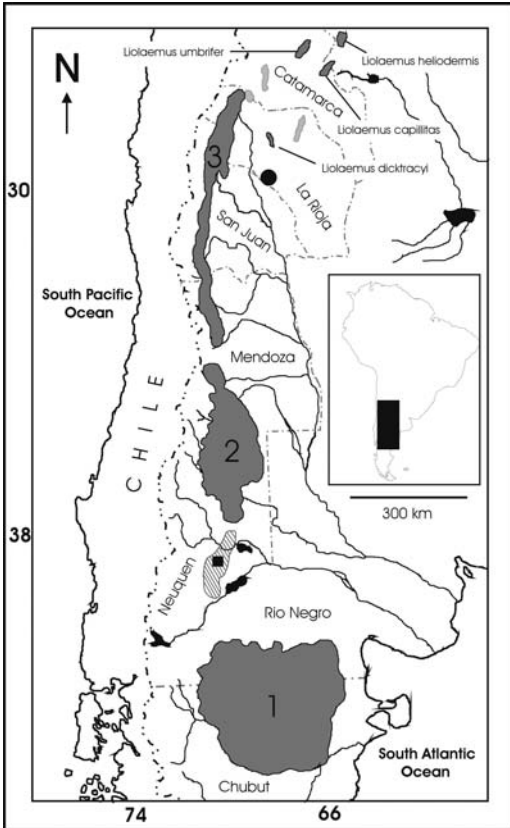 Liolaemus umbrifer
Liolaemus heliodermis
N
Catamarca
Liolaemus capillitas
3
Liolaemus dicktracyi
30
La Rioja
San Juan
South Pacific
Ocean
Mendoza
CHILE
2
300 km
38
Neuquen
Rio Negro
1
South Atlantic
Ocean
Chubut
74
66